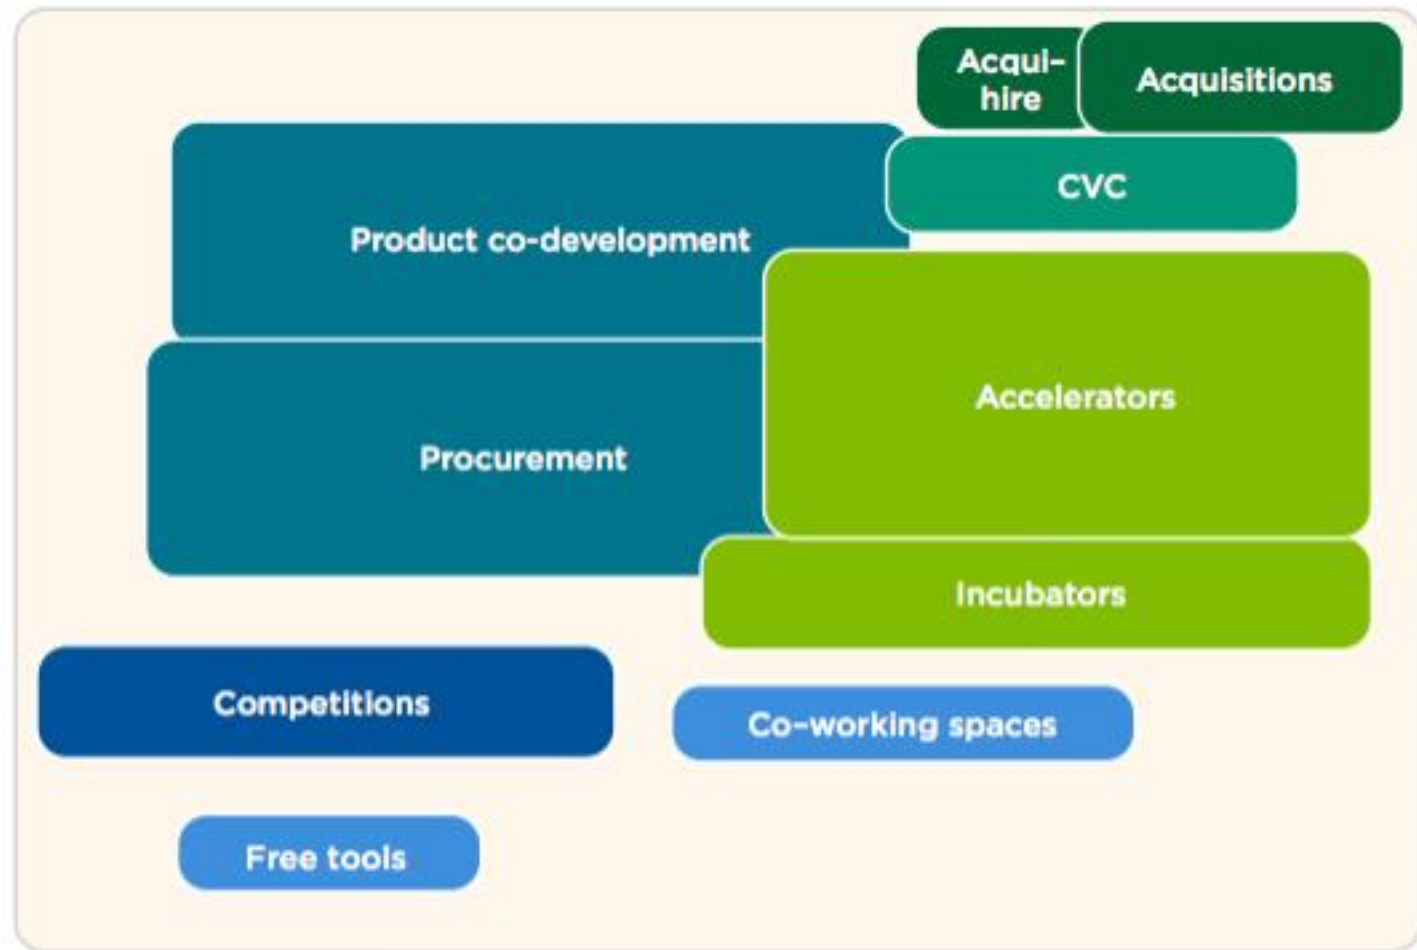 Acqui-
hire
Acquisitions
CVC
Product co-development
Accelerators
Procurement
Incubators
Competitions
Co-working spaces
Free tools